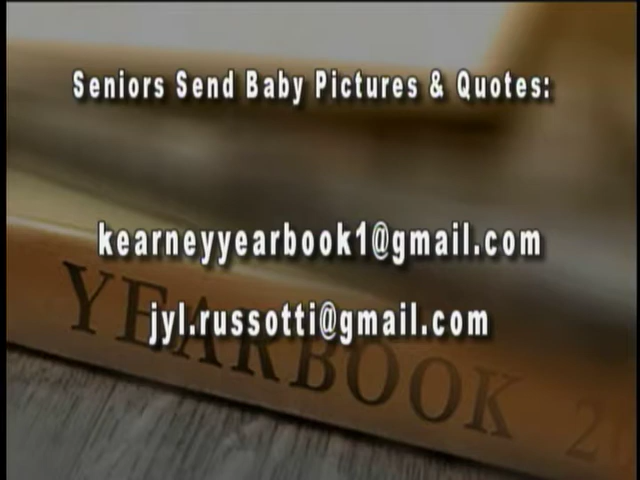 Seniors Send Baby Pictures & Quotes:
kearneyyearbook1@gmail.com
jyl.russotti@gmail.com
YEARBOOK